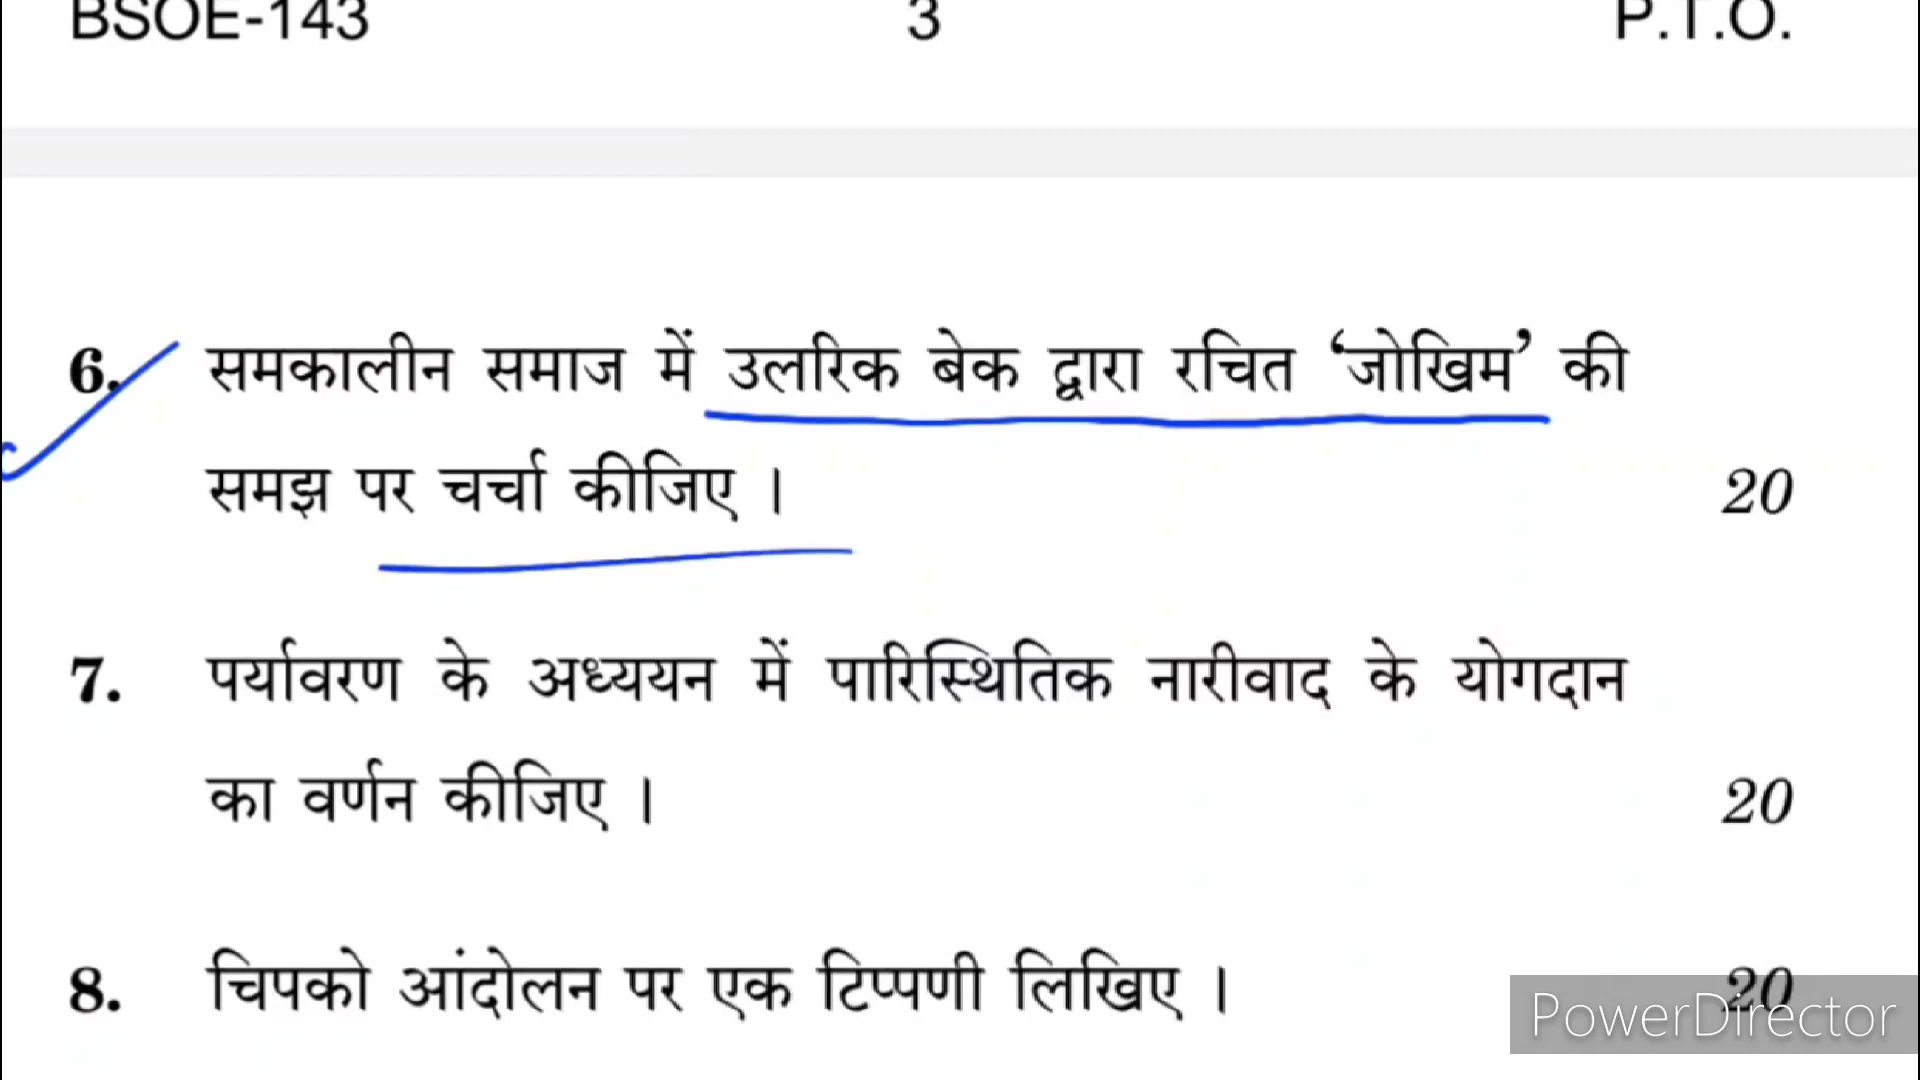 BSOE-143 3 P.T.O.
6. समकालीन समाज में उलरिक बेक द्वारा रचित ‘जोखिम’ की
समझ पर चर्चा कीजिए । 20
7. पर्यावरण के अध्ययन में पारिस्थितिक नारीवाद के योगदान
का वर्णन कीजिए । 20
8. चिपको आंदोलन पर एक टिप्पणी लिखिए । 20
PowerDirector